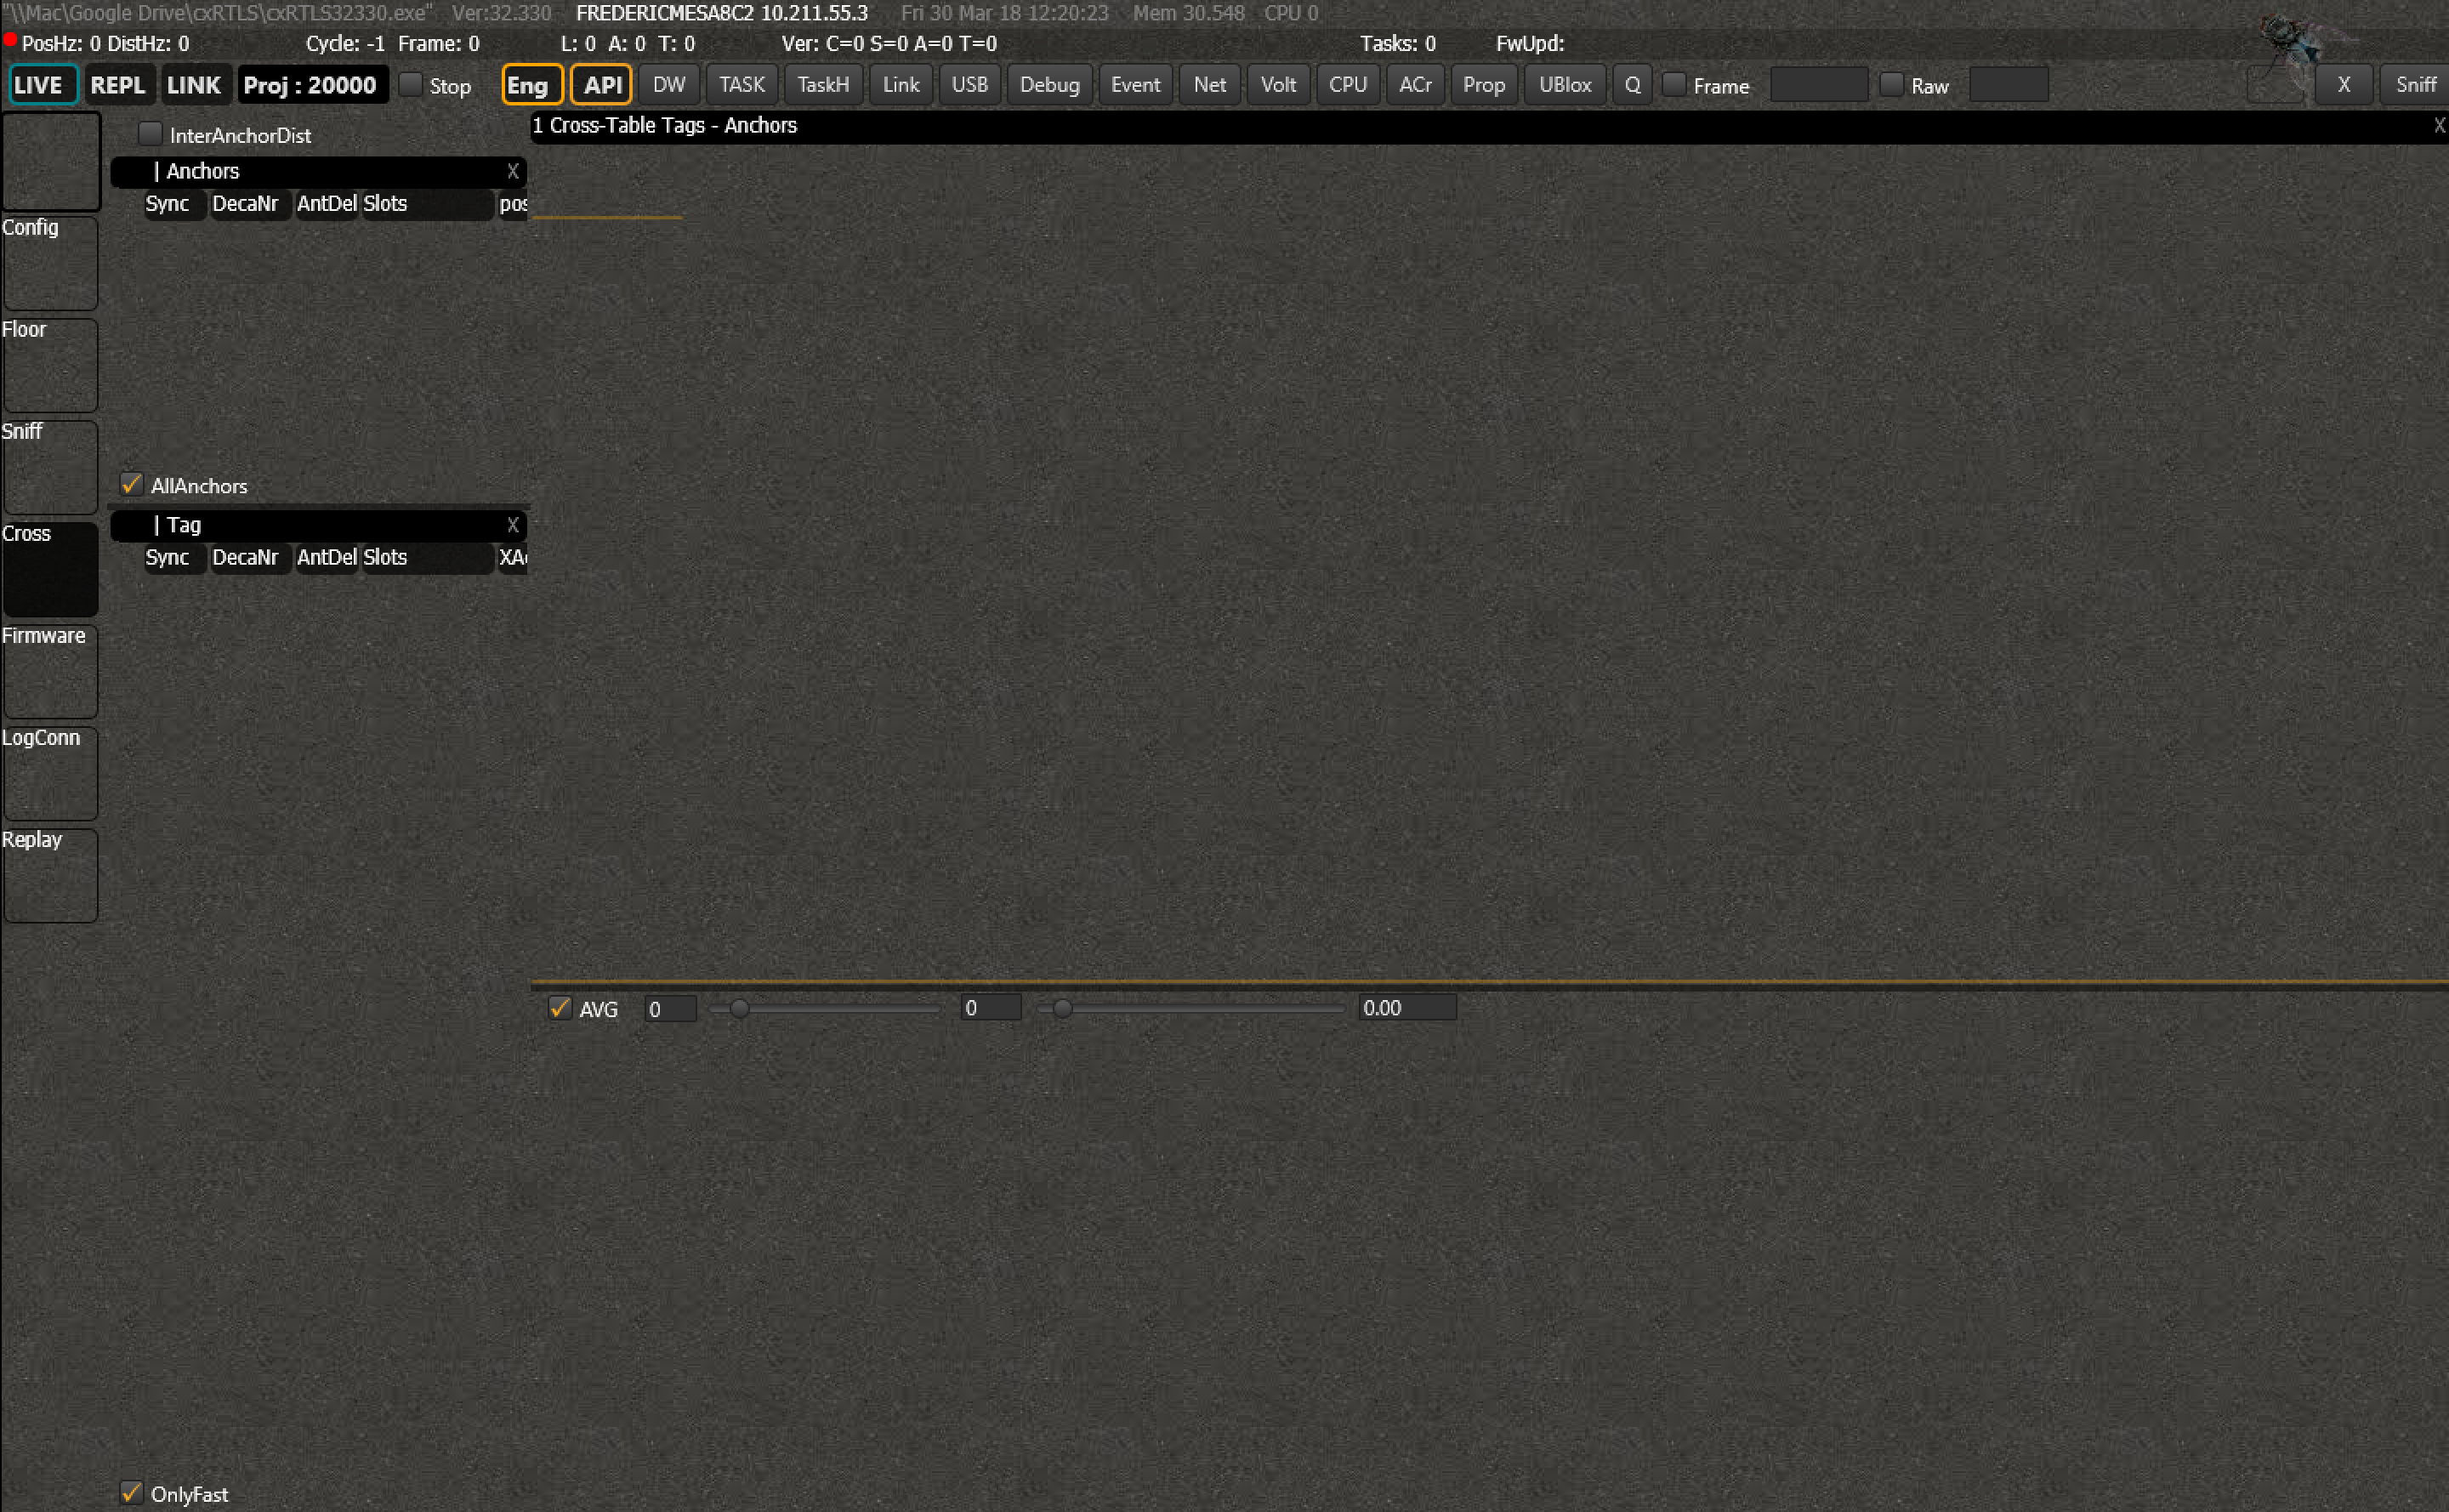 "\\Mac\Google Drive\cxRTLS\cxRTLS32330.exe" Ver:32.330 FREDERICMESA8C2 10.211.55.3 Fri 30 Mar 18 12:20:23 Mem 30.548 CPU 0
PosHz: 0 DistHz: 0 Cycle: -1 Frame: 0 L: 0 A: 0 T: 0 Ver: C=0 S=0 A=0 T=0 Tasks: 0 FwUpd:
LIVE REPL LINK Proj : 20000 Stop Eng API DW TASK TaskH Link USB Debug Event Net Volt CPU ACr Prop UBlox Q Frame Raw X Sniff
InterAnchorDist
1 Cross-Table Tags - Anchors X
| Anchors X
Sync DecaNr AntDel Slots pos
Config
Floor
Sniff
AllAnchors
| Tag X
Cross
Sync DecaNr AntDel Slots
Firmware
LogConn
Replay
AVG 0 0 0.00
OnlyFast